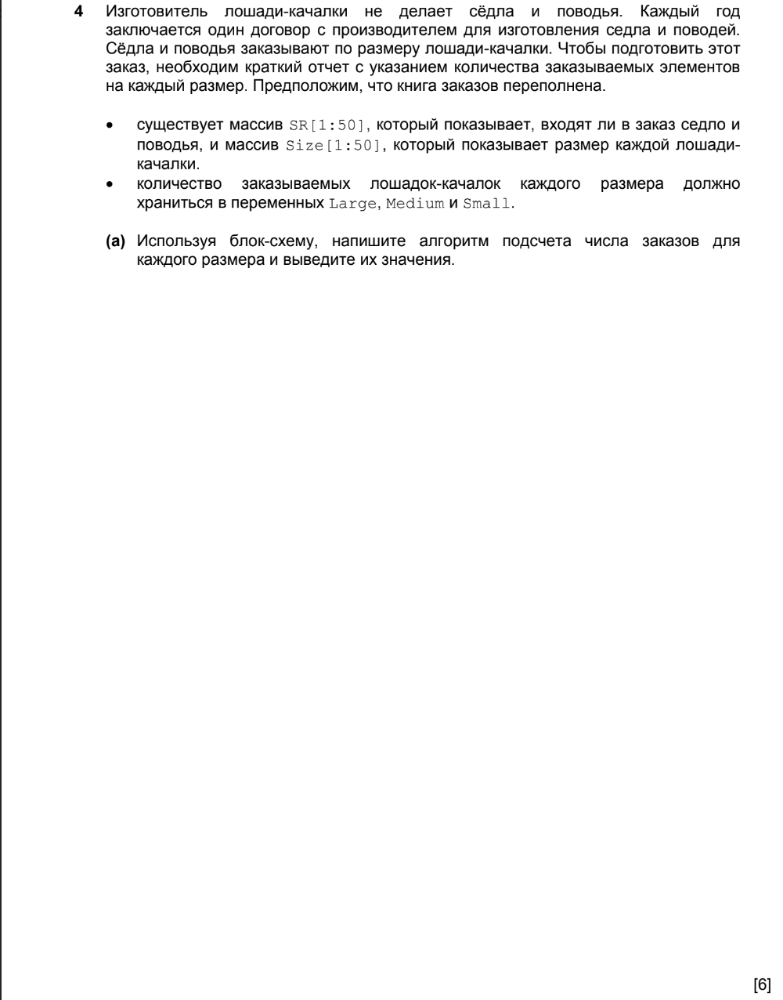 4 Изготовитель лошади-качалки не делает сёдла и поводья. Каждый год
заключается один договор с производителем для изготовления седла и поводей.
Сёдла и поводья заказывают по размеру лошади-качалки. Чтобы подготовить этот
заказ, необходим краткий отчет с указанием количества заказываемых элементов
на каждый размер. Предположим, что книга заказов переполнена.
• существует массив SR[1:50], который показывает, входят ли в заказ седло и
поводья, и массив Size[1:50], который показывает размер каждой лошади-
качалки.
• количество заказываемых лошадок-качалок каждого размера должно
храниться в переменных Large, Medium и Small.
(a) Используя блок-схему, напишите алгоритм подсчета числа заказов для
каждого размера и выведите их значения.
[6]